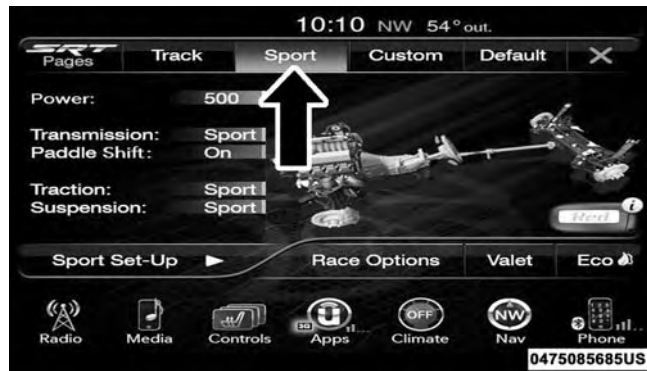 10:10 NW 54° out.
SRT Pages Track Sport Custom Default X
Power: 500
Transmission: Sport
Paddle Shift: On
Traction: Sport
Suspension: Sport
i
Red
Sport Set-Up Race Options Valet Eco
3G U OFF NW
Radio Media Controls Apps Climate Nav Phone
0475085685US